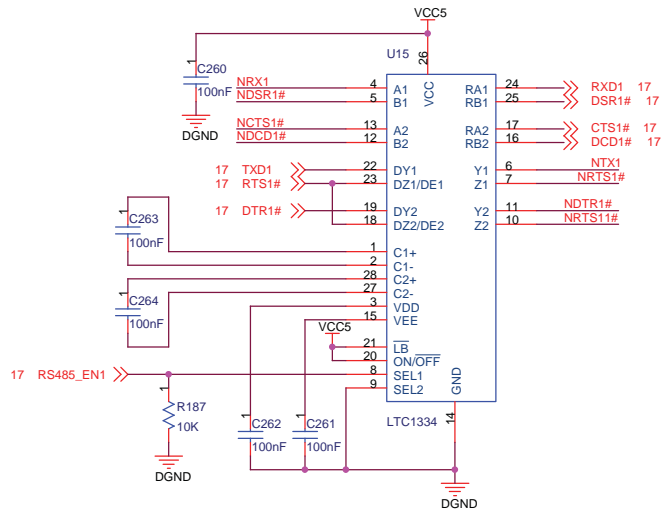 VCC5
U15
26
VCC
1
C260
100nF
DGND
NRX1 4 A1 RA1 24 RXD1 17
NDSR1# 5 B1 RB1 25 DSR1# 17
NCTS1# 13 A2 RA2 17 CTS1# 17
NDCD1# 12 B2 RB2 16 DCD1# 17
17 TXD1 22 DY1 Y1 6 NTX1
17 RTS1# 23 DZ1/DE1 Z1 7 NRTS1#
17 DTR1# 19 DY2 Y2 11 NDTR1#
18 DZ2/DE2 Z2 10 NRTS11#
1
C263
100nF
1 C1+
2 C1-
28 C2+
27 C2-
1
C264
100nF
3 VDD
15 VEE
VCC5
21 LB
20 ON/OFF
17 RS485_EN1 8 SEL1
9 SEL2
GND
14
LTC1334
1
R187
10K
DGND
1
C262
100nF
1
C261
100nF
DGND